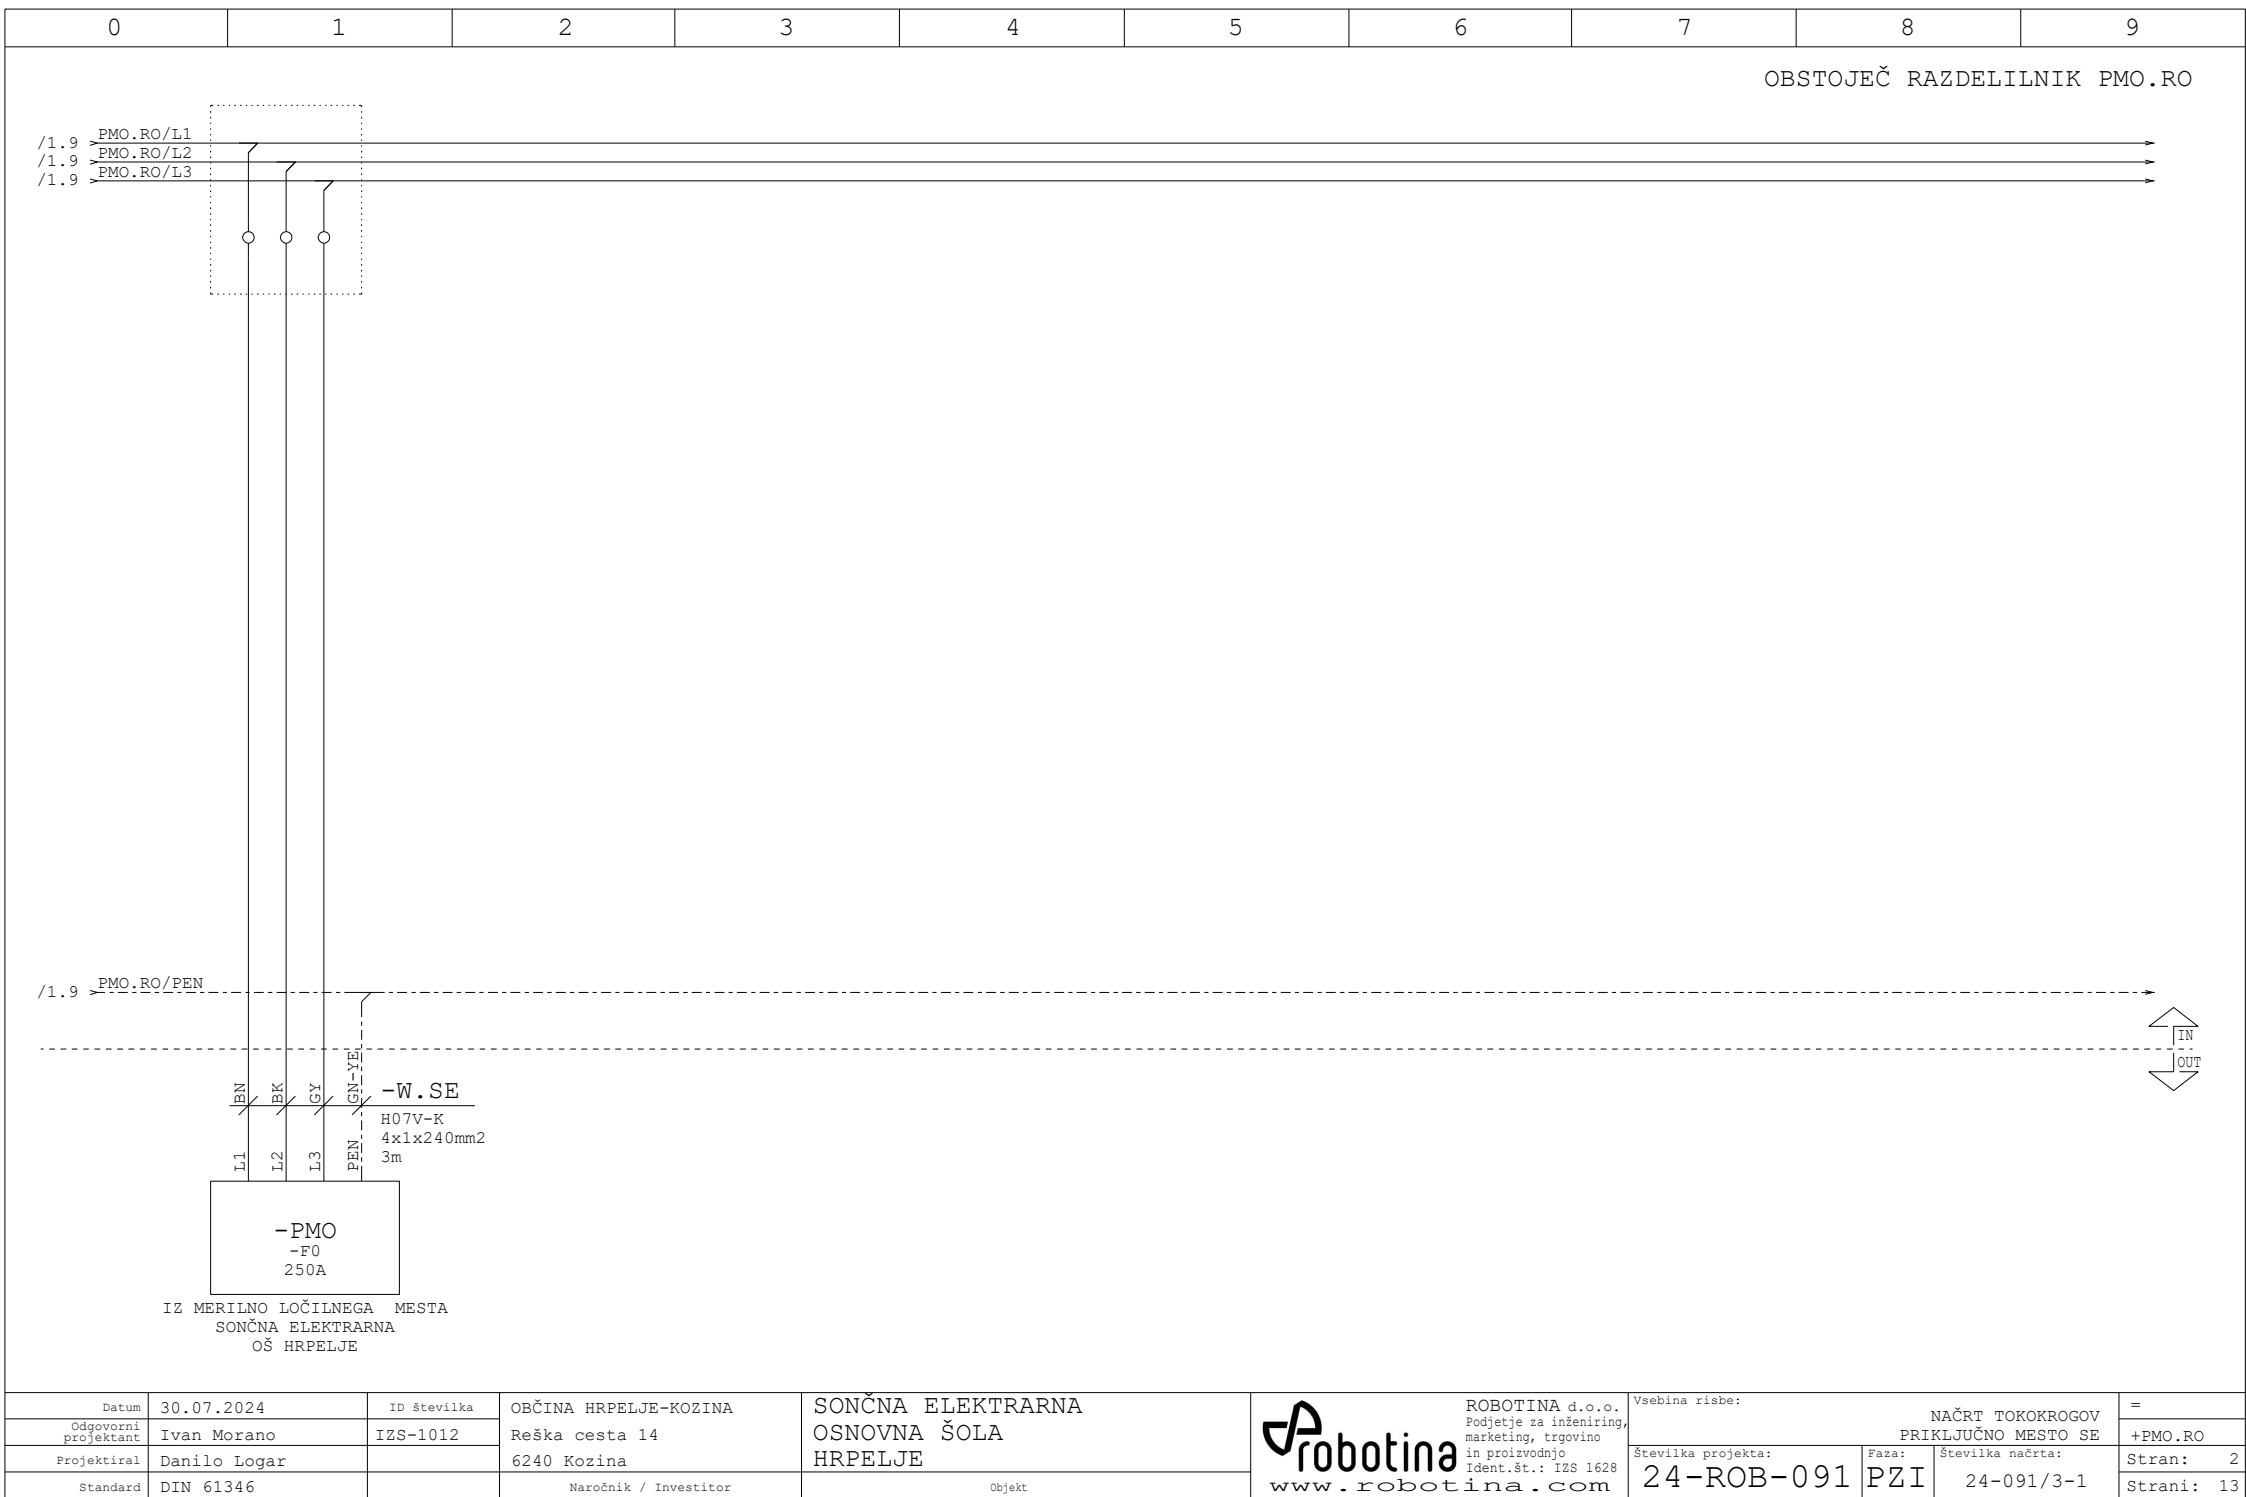 0 1 2 3 4 5 6 7 8 9
OBSTOJEČ RAZDELILNIK PMO.RO
/1.9 PMO.RO/L1
/1.9 PMO.RO/L2
/1.9 PMO.RO/L3
/1.9 PMO.RO/PEN
IN
OUT
BN BK GY GN-YE
-W.SE
H07V-K
4x1x240mm2
3m
L1 L2 L3 PEN
-PMO
-F0
250A
IZ MERILNO LOČILNEGA MESTA
SONČNA ELEKTRARNA
OŠ HRPELJE
Datum 30.07.2024 ID številka
Odgovorni projektant Ivan Morano IZS-1012
Projektiral Danilo Logar
Standard DIN 61346
OBČINA HRPELJE-KOZINA
Reška cesta 14
6240 Kozina
Naročnik / Investitor
SONČNA ELEKTRARNA
OSNOVNA ŠOLA
HRPELJE
Objekt
robotina
www.robotina.com
ROBOTINA d.o.o.
Podjetje za inženiring,
marketing, trgovino
in proizvodnjo
Ident.št.: IZS 1628
Vsebina risbe:
NAČRT TOKOKROGOV
PRIKLJUČNO MESTO SE
Številka projekta:
24-ROB-091
Faza:
PZI
Številka načrta:
24-091/3-1
=
+PMO.RO
Stran: 2
Strani: 13